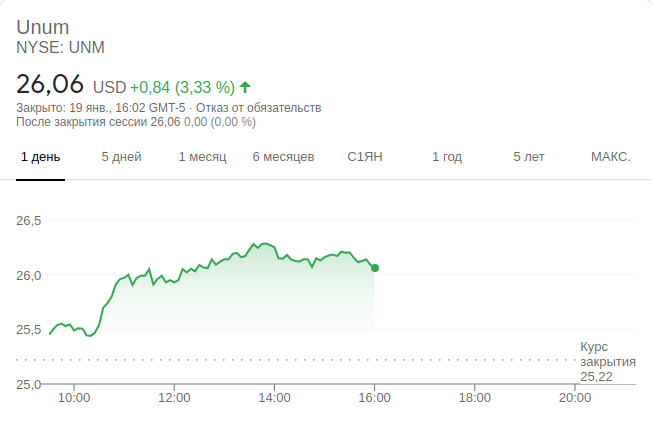 Unum
NYSE: UNM
26,06 USD +0,84 (3,33 %)
Закрыто: 19 янв., 16:02 GMT-5 · Отказ от обязательств
После закрытия сессии 26,06 0,00 (0,00 %)
1 день 5 дней 1 месяц 6 месяцев С1ЯН 1 год 5 лет МАКС.
26,5
26,0
25,5
Курс
закрытия
25,22
25,0
10:00 12:00 14:00 16:00 18:00 20:00